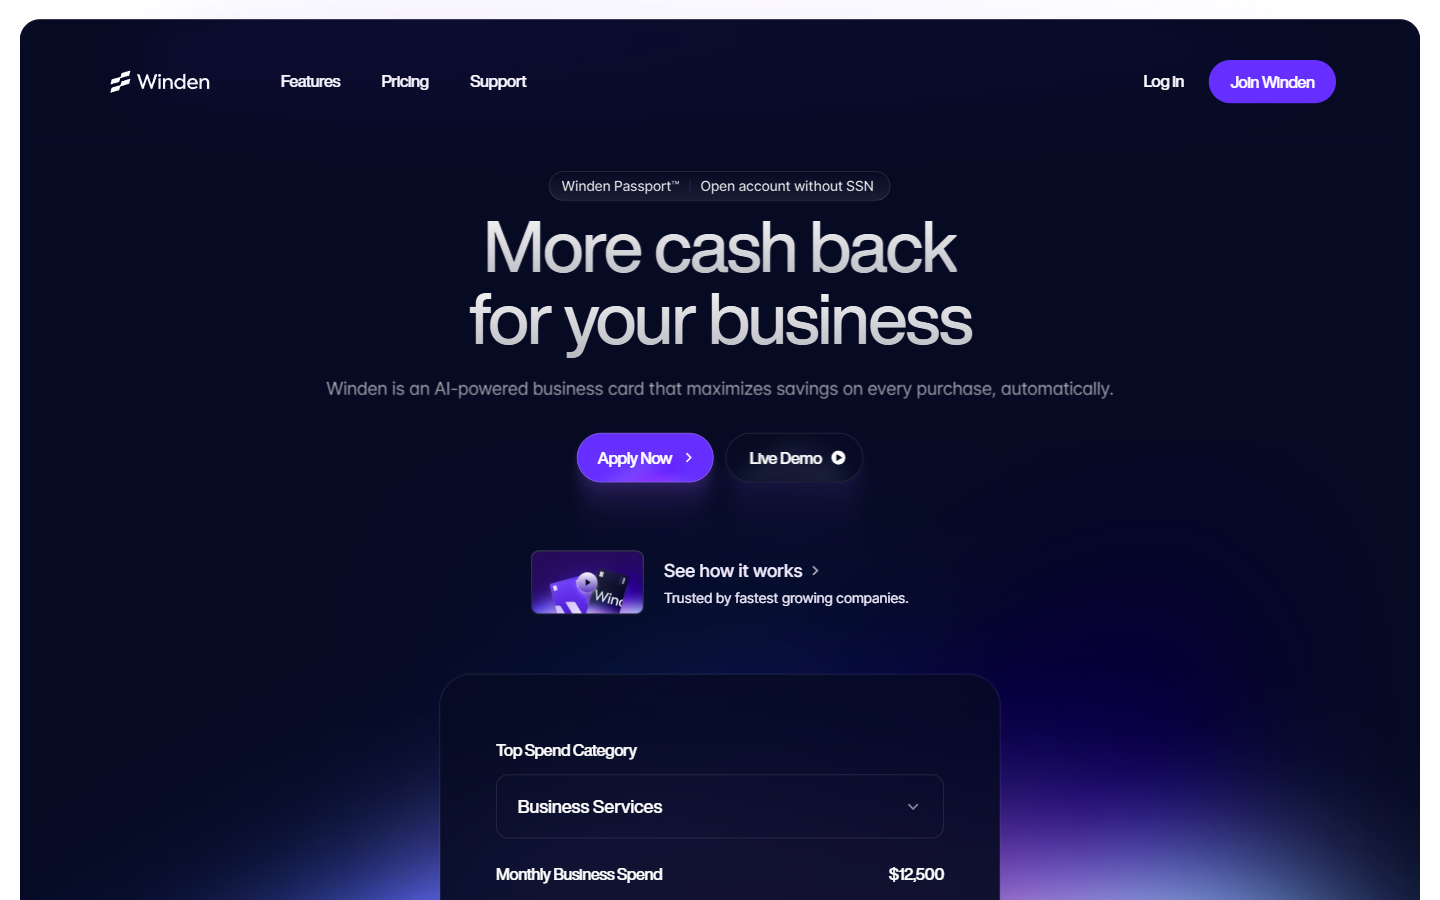 Winden
Features
Pricing
Support
Log in
Join Winden
Winden Passport™ | Open account without SSN
More cash back
for your business
Winden is an AI-powered business card that maximizes savings on every purchase, automatically.
Apply Now
Live Demo
See how it works
Trusted by fastest growing companies.
Top Spend Category
Business Services
Monthly Business Spend
$12,500